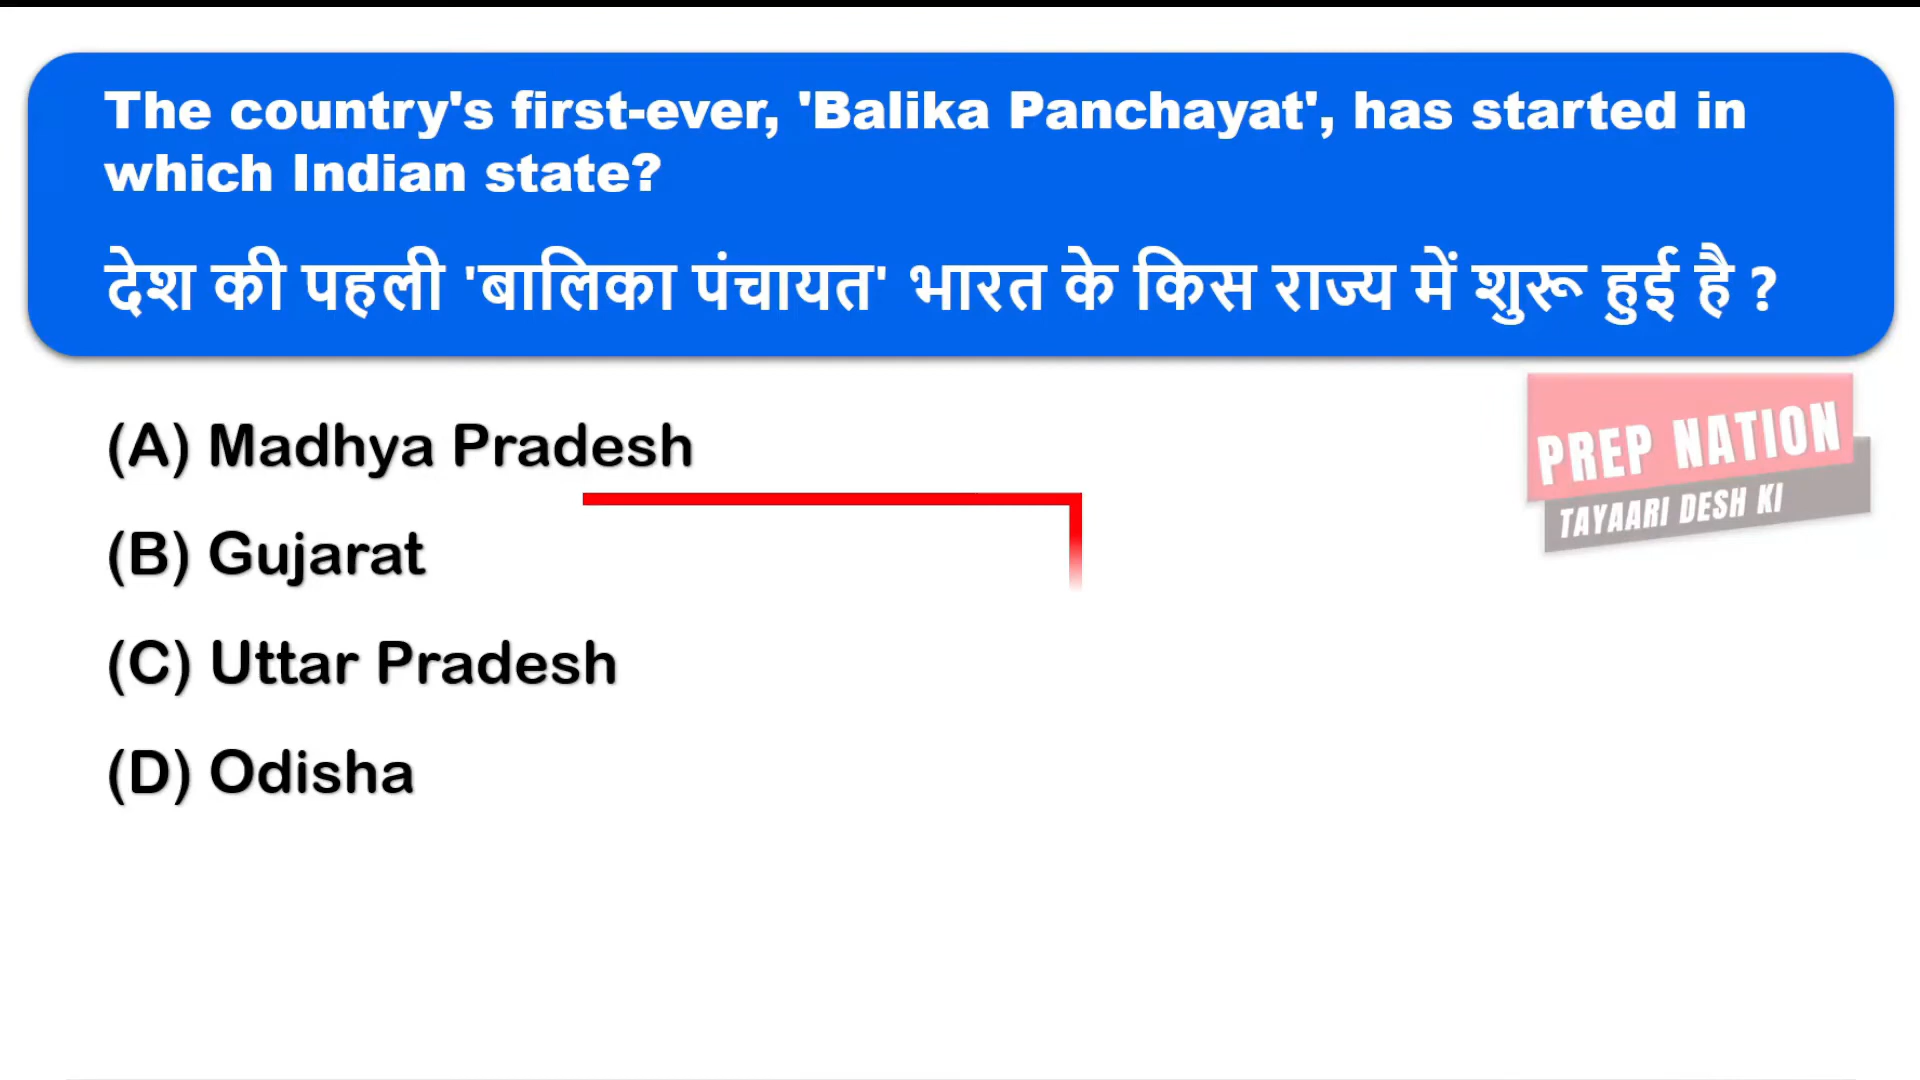 The country's first-ever, 'Balika Panchayat', has started in
which Indian state?
देश की पहली 'बालिका पंचायत' भारत के किस राज्य में शुरू हुई है ?
(A) Madhya Pradesh
(B) Gujarat
(C) Uttar Pradesh
(D) Odisha
PREP NATION
TAYAARI DESH KI